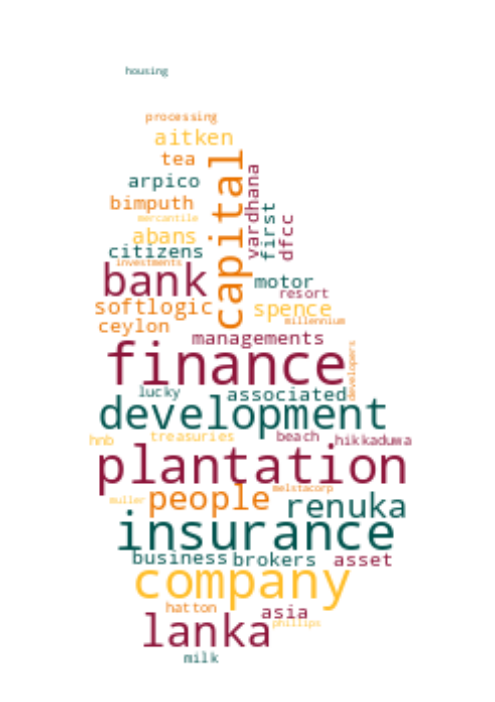 housing
processing
aitken
tea
capital
arpico
vardhana
bimputh
first
mercantile
dfcc
abans
citizens
investments
bank
motor
resort
softlogic
spence
ceylon
millennium
managements
finance
developers
lucky
associated
development
hnb
treasuries
beach
hikkaduwa
plantation
melstacorp
muller
people
renuka
insurance
business
brokers
asset
company
hatton
asia
lanka
phillips
milk